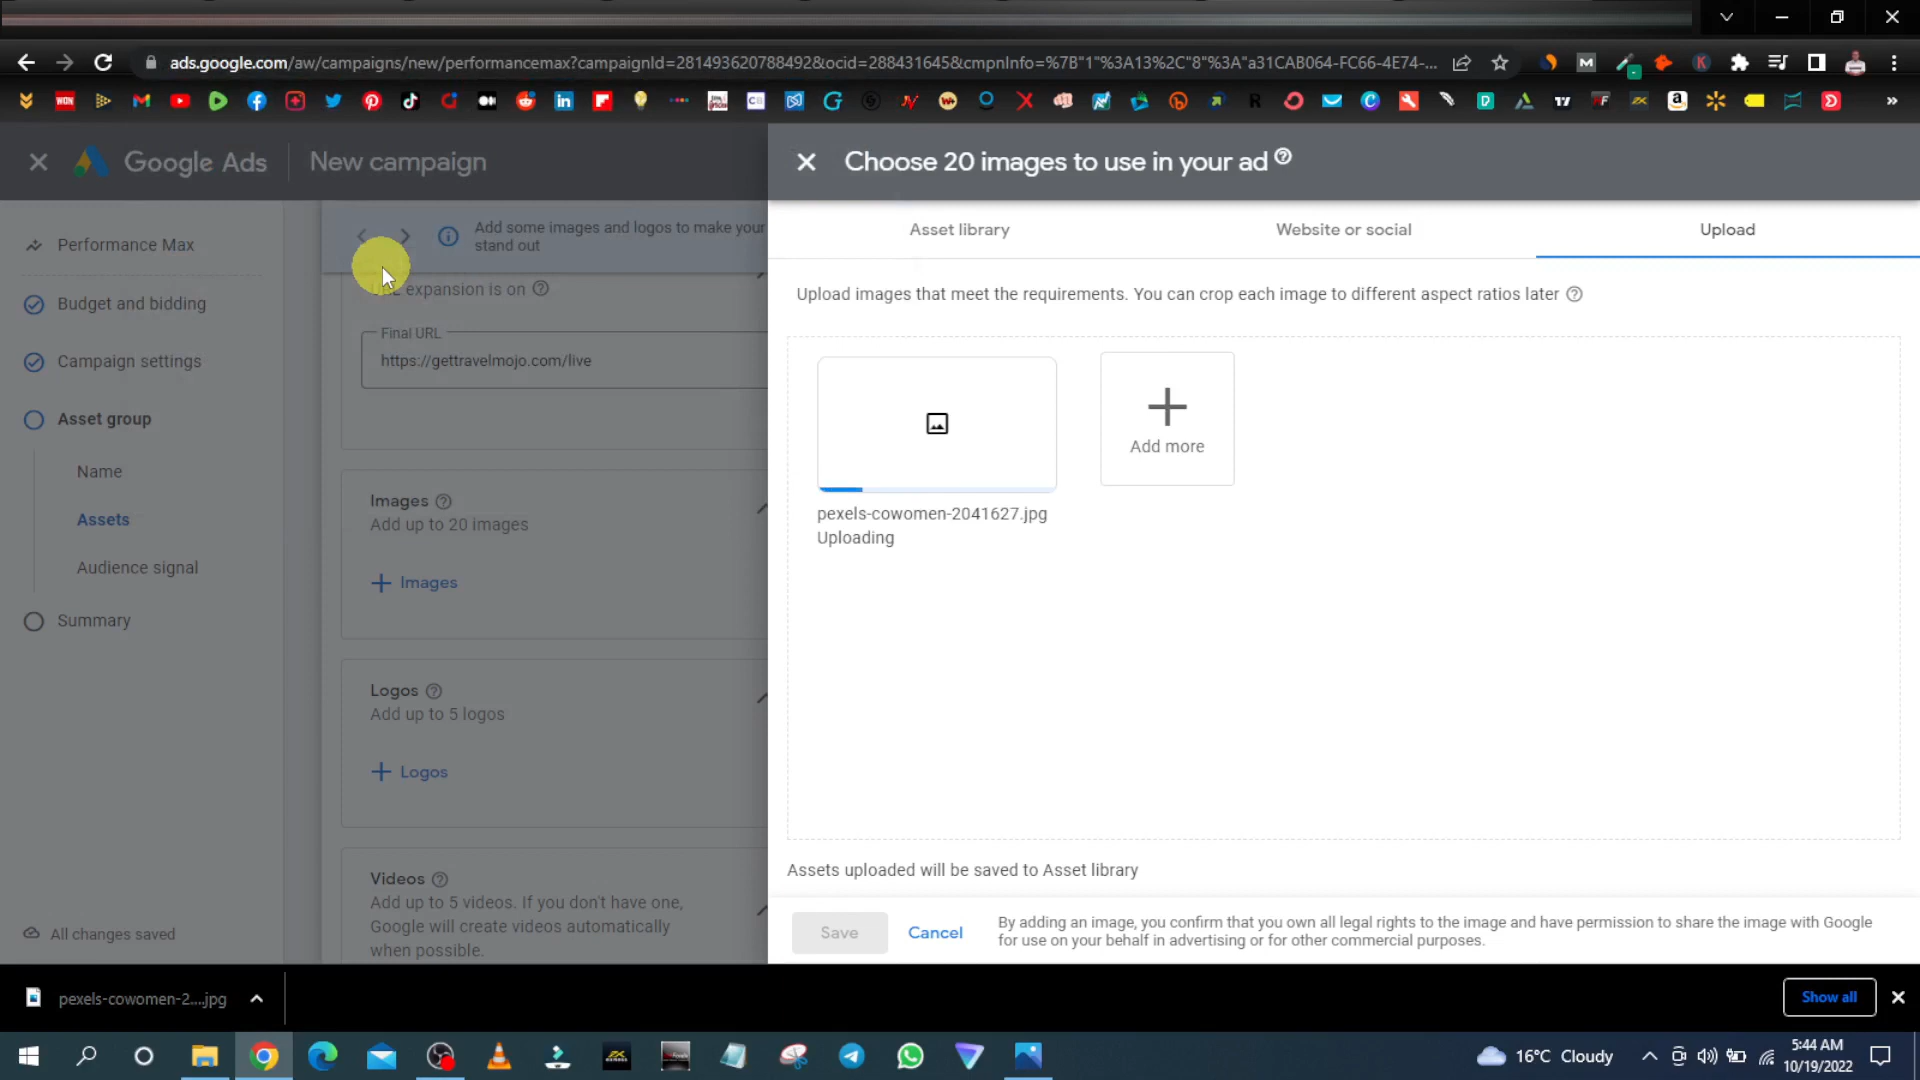 ads.google.com/aw/campaigns/new/performancemax?campaignId=281493620788492&ocid=288431645&cmpnInfo=%7B"1"%3A13%2C"8"%3A"a31CAB064-FC66-4E74-...
Google Ads
New campaign
Choose 20 images to use in your ad
Performance Max
Budget and bidding
Campaign settings
Asset group
Name
Assets
Audience signal
Summary
All changes saved
Add some images and logos to make your
stand out
expansion is on
Final URL
https://gettravelmojo.com/live
Images
Add up to 20 images
Images
Logos
Add up to 5 logos
Logos
Videos
Add up to 5 videos. If you don't have one,
Google will create videos automatically
when possible.
Asset library
Website or social
Upload
Upload images that meet the requirements. You can crop each image to different aspect ratios later
Add more
pexels-cowomen-2041627.jpg
Uploading
Assets uploaded will be saved to Asset library
Save
Cancel
By adding an image, you confirm that you own all legal rights to the image and have permission to share the image with Google
for use on your behalf in advertising or for other commercial purposes.
pexels-cowomen-2....jpg
Show all
16°C Cloudy
5:44 AM
10/19/2022